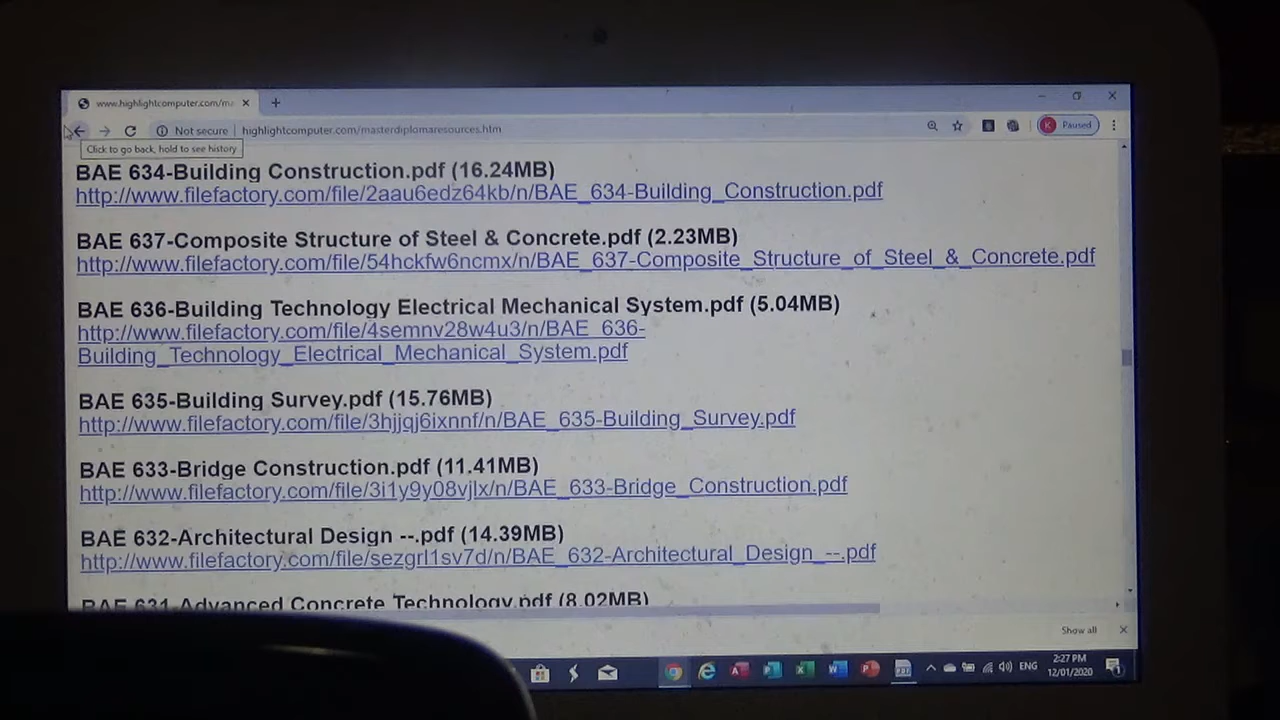 www.highlightcomputer.com/ma
Not secure
highlightcomputer.com/masterdiplomaresources.htm
K Paused
Click to go back, hold to see history
BAE 634-Building Construction.pdf (16.24MB)
http://www.filefactory.com/file/2aau6edz64kb/n/BAE_634-Building_Construction.pdf
BAE 637-Composite Structure of Steel & Concrete.pdf (2.23MB)
http://www.filefactory.com/file/54hckfw6ncmx/n/BAE_637-Composite_Structure_of_Steel_&_Concrete.pdf
BAE 636-Building Technology Electrical Mechanical System.pdf (5.04MB)
http://www.filefactory.com/file/4semnv28w4u3/n/BAE_636-
Building_Technology_Electrical_Mechanical_System.pdf
BAE 635-Building Survey.pdf (15.76MB)
http://www.filefactory.com/file/3hjjqj6ixnnf/n/BAE_635-Building_Survey.pdf
BAE 633-Bridge Construction.pdf (11.41MB)
http://www.filefactory.com/file/3i1y9y08vjlx/n/BAE_633-Bridge_Construction.pdf
BAE 632-Architectural Design --.pdf (14.39MB)
http://www.filefactory.com/file/sezgrl1sv7d/n/BAE_632-Architectural_Design_--.pdf
BAE 631-Advanced Concrete Technology.pdf (8.02MB)
Show all
ENG
2:27 PM
12/01/2020